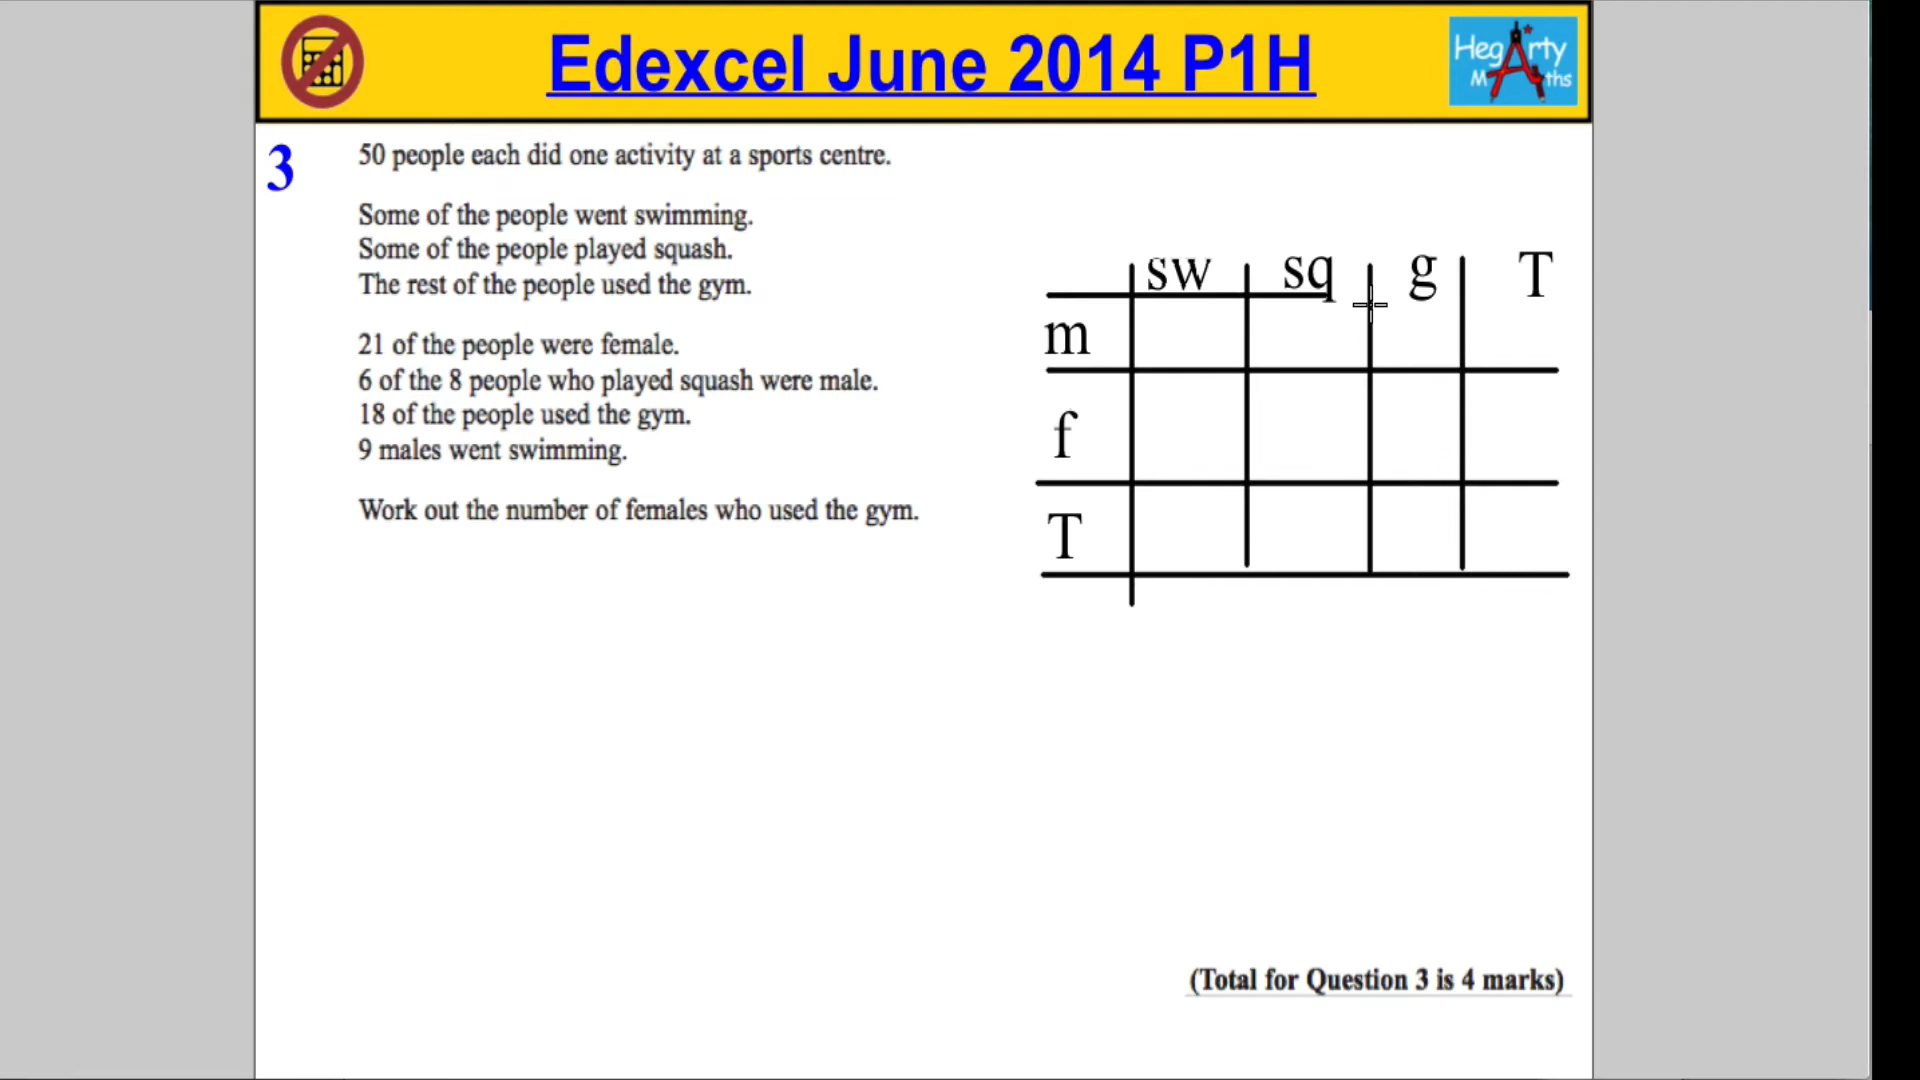 Edexcel June 2014 P1H
Hegarty
Maths
3
50 people each did one activity at a sports centre.
Some of the people went swimming.
Some of the people played squash.
The rest of the people used the gym.
21 of the people were female.
6 of the 8 people who played squash were male.
18 of the people used the gym.
9 males went swimming.
Work out the number of females who used the gym.
sw sq g T
m
f
T
(Total for Question 3 is 4 marks)